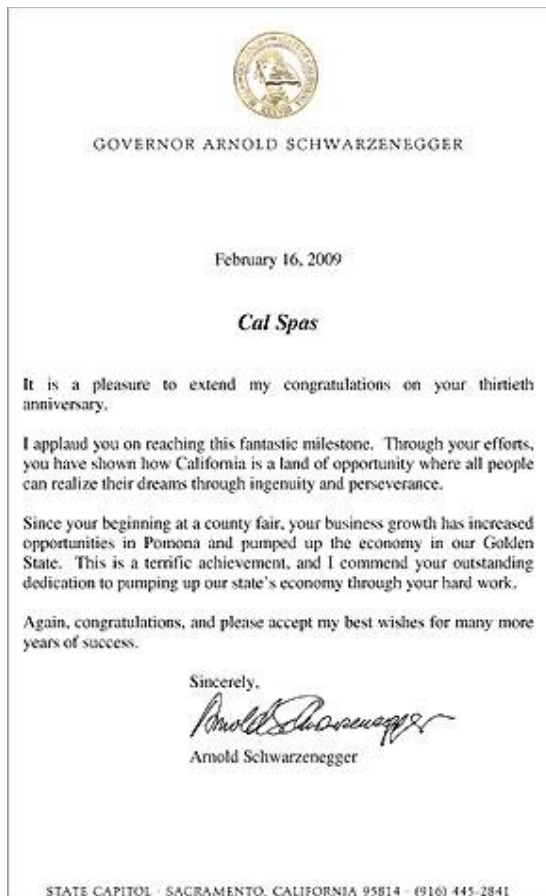 GOVERNOR ARNOLD SCHWARZENEGGER
February 16, 2009
Cal Spas
It is a pleasure to extend my congratulations on your thirtieth
anniversary.
I applaud you on reaching this fantastic milestone. Through your efforts,
you have shown how California is a land of opportunity where all people
can realize their dreams through ingenuity and perseverance.
Since your beginning at a county fair, your business growth has increased
opportunities in Pomona and pumped up the economy in our Golden
State. This is a terrific achievement, and I commend your outstanding
dedication to pumping up our state's economy through your hard work.
Again, congratulations, and please accept my best wishes for many more
years of success.
Sincerely,
Arnold Schwarzenegger
Arnold Schwarzenegger
STATE CAPITOL · SACRAMENTO, CALIFORNIA 95814 · (916) 445-2841